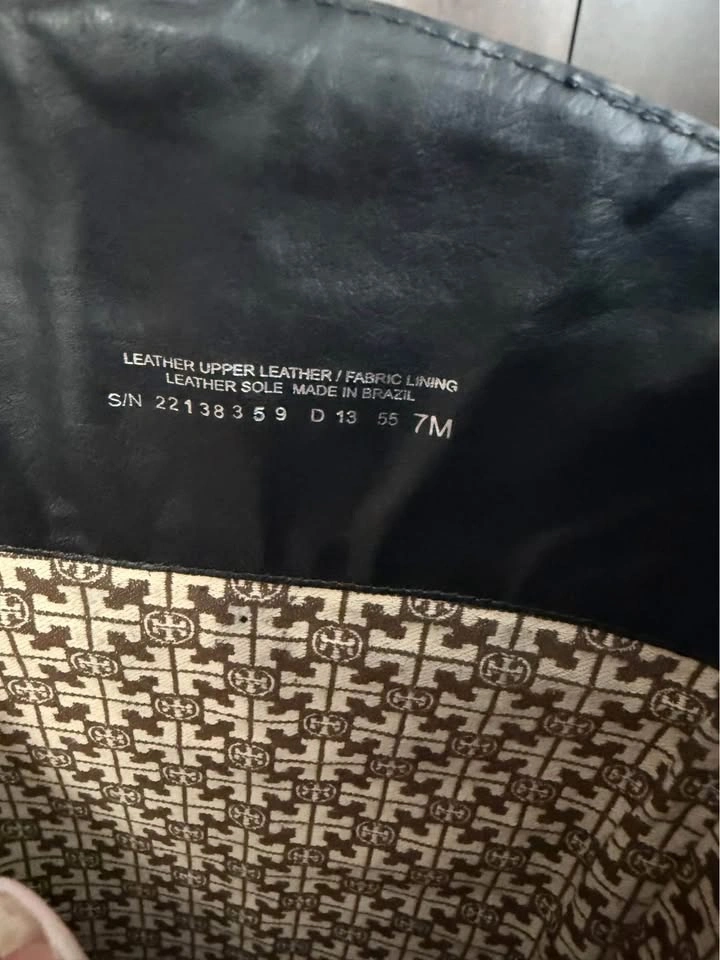 LEATHER UPPER LEATHER / FABRIC LINING
LEATHER SOLE MADE IN BRAZIL
S/N 22138359 D 13 55 7M